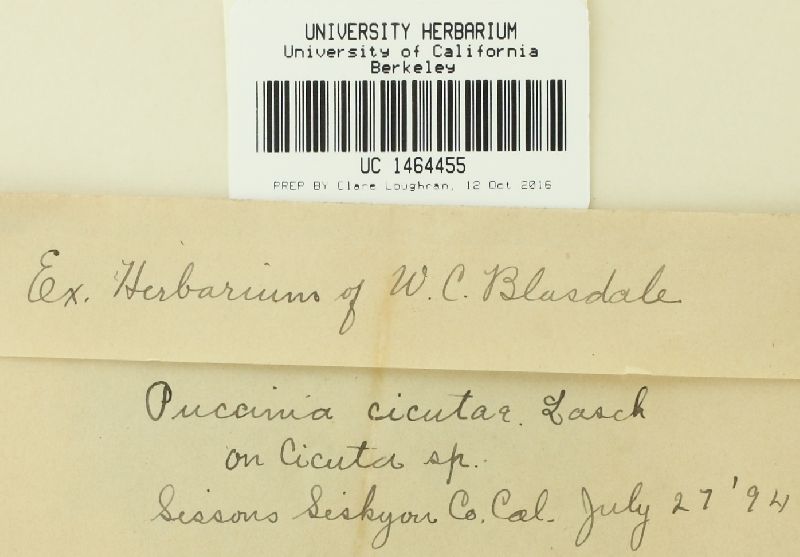 UNIVERSITY HERBARIUM
University of California
Berkeley
UC 1464455
PREP BY Clare Loughran, 12 Oct 2016
Ex. Herbarium of W. C. Blasdale
Puccinia cicutae. Lasch
on Cicuta sp.
Sissons Siskyou Co. Cal. July 27 '94